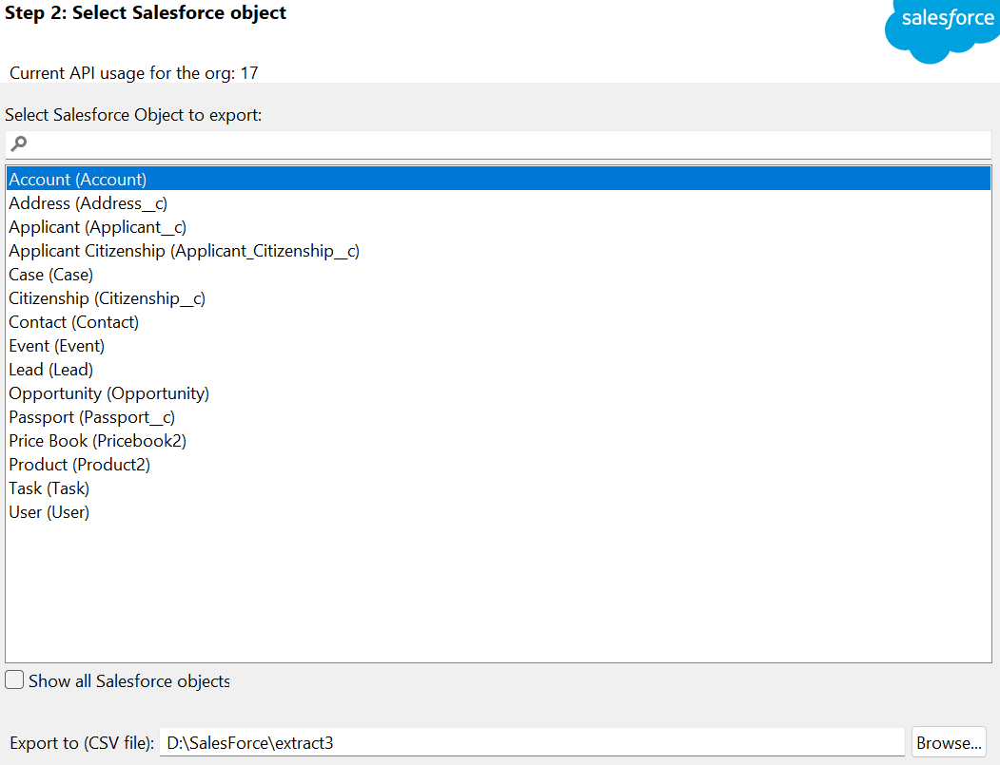 Step 2: Select Salesforce object
salesforce
Current API usage for the org: 17
Select Salesforce Object to export:
Account (Account)
Address (Address__c)
Applicant (Applicant__c)
Applicant Citizenship (Applicant_Citizenship__c)
Case (Case)
Citizenship (Citizenship__c)
Contact (Contact)
Event (Event)
Lead (Lead)
Opportunity (Opportunity)
Passport (Passport__c)
Price Book (Pricebook2)
Product (Product2)
Task (Task)
User (User)
Show all Salesforce objects
Export to (CSV file): D:\SalesForce\extract3 Browse...